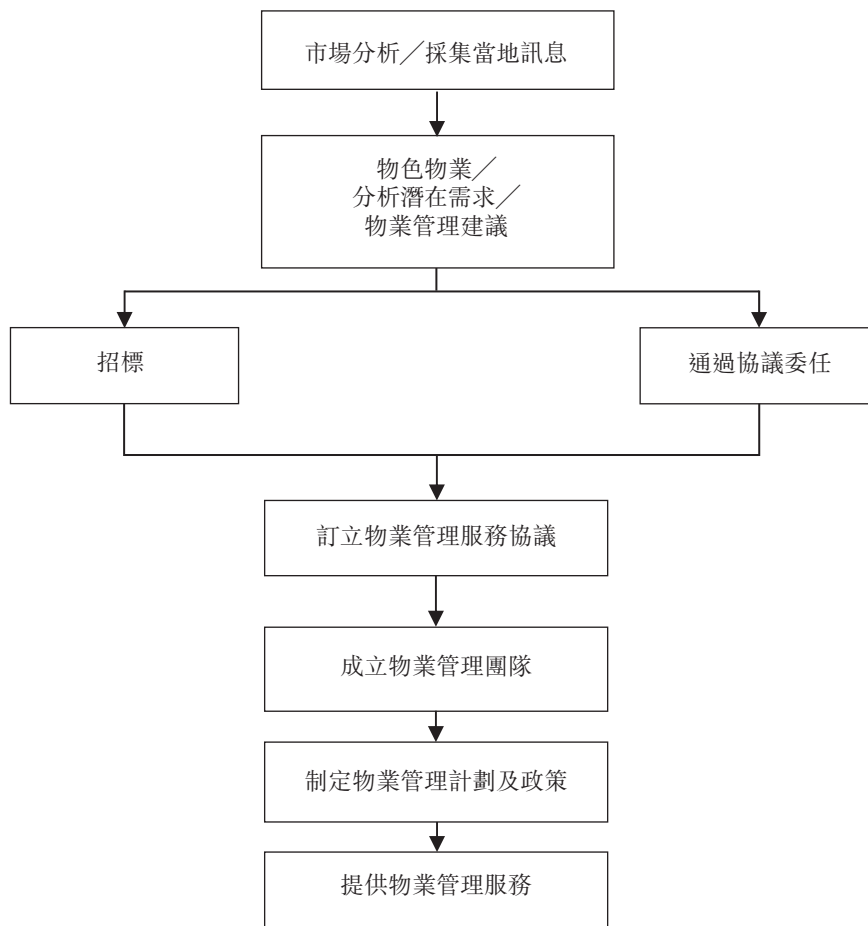 市場分析╱採集當地訊息
物色物業╱
分析潛在需求╱
物業管理建議
招標
通過協議委任
訂立物業管理服務協議
成立物業管理團隊
制定物業管理計劃及政策
提供物業管理服務